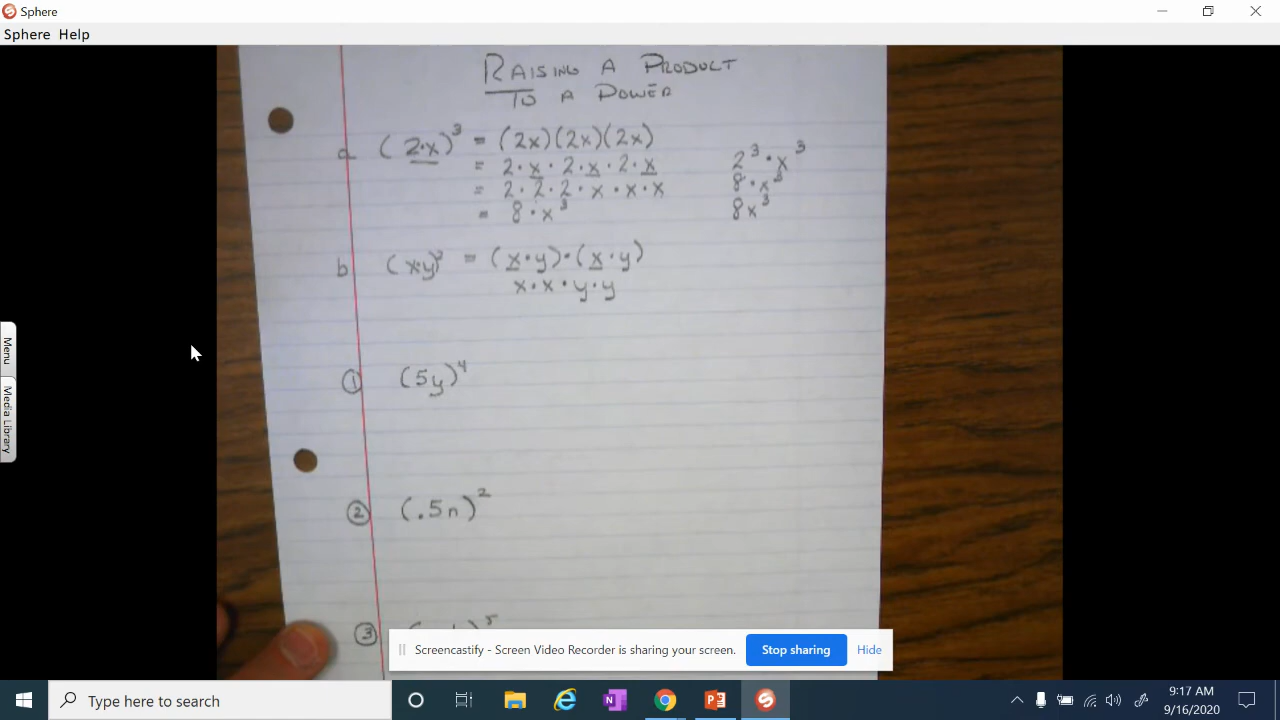 Sphere
Sphere Help
RAISING A PRODUCT
TO A POWER
a (2·x)³ = (2x)(2x)(2x)
= 2·x·2·x·2·x
= 2·2·2·x·x·x
= 8·x³
2³·x³
8·x³
8x³
b (x·y)² = (x·y)·(x·y)
x·x·y·y
Menu
Media Library
① (5y)⁴
② (.5n)²
③
Screencastify - Screen Video Recorder is sharing your screen.
Stop sharing
Hide
Type here to search
9:17 AM
9/16/2020